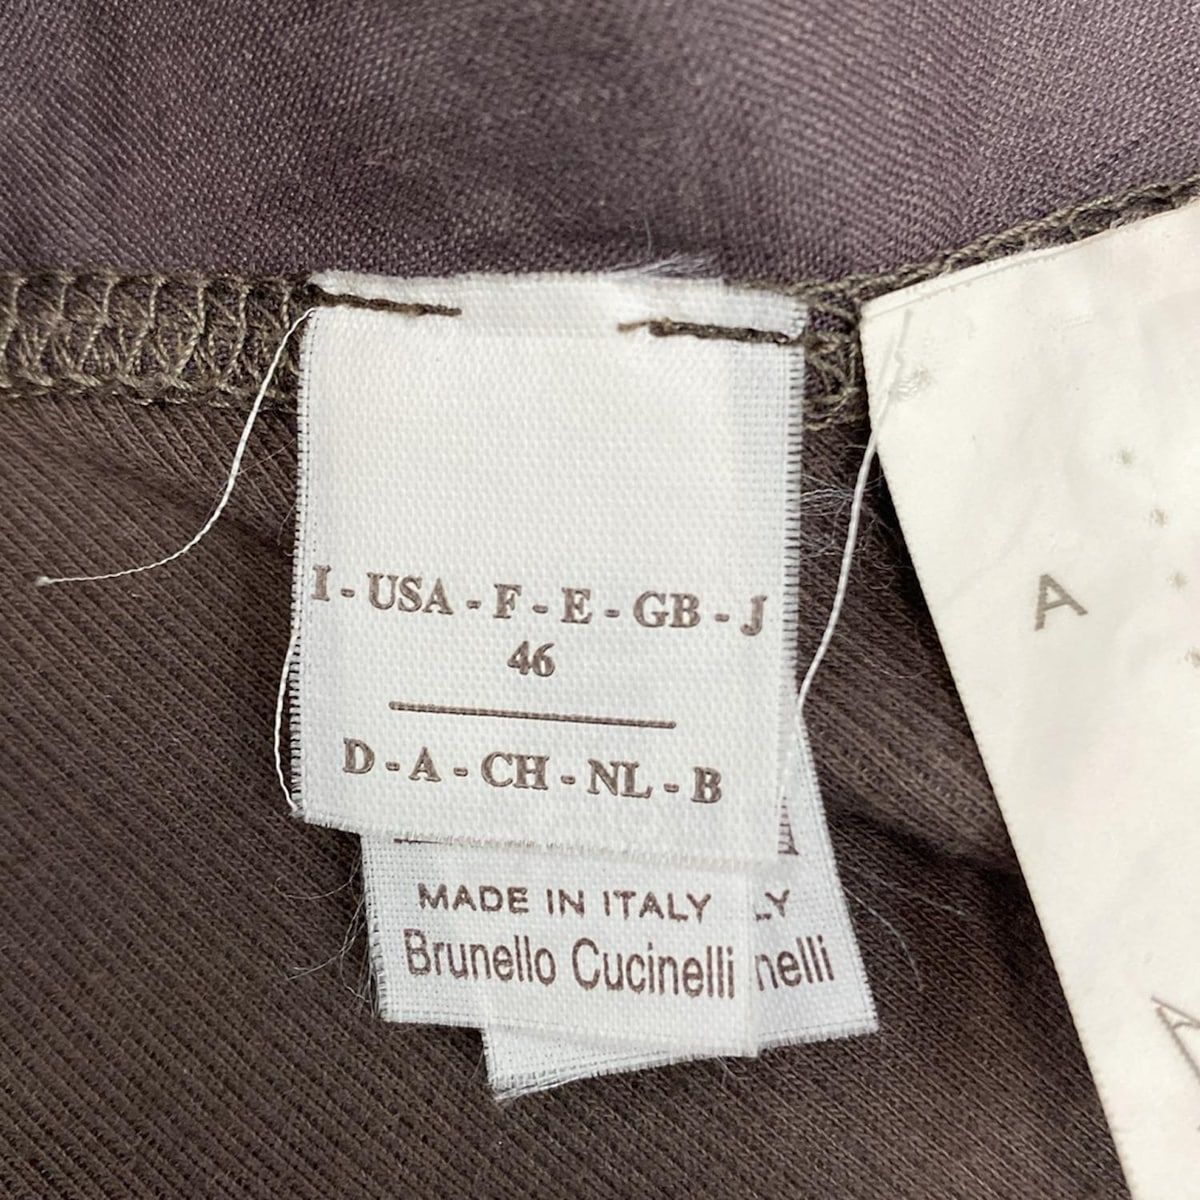 I - USA - F - E - GB - J
46
D - A - CH - NL - B
MADE IN ITALY
LY
Brunello Cucinelli
nelli
A